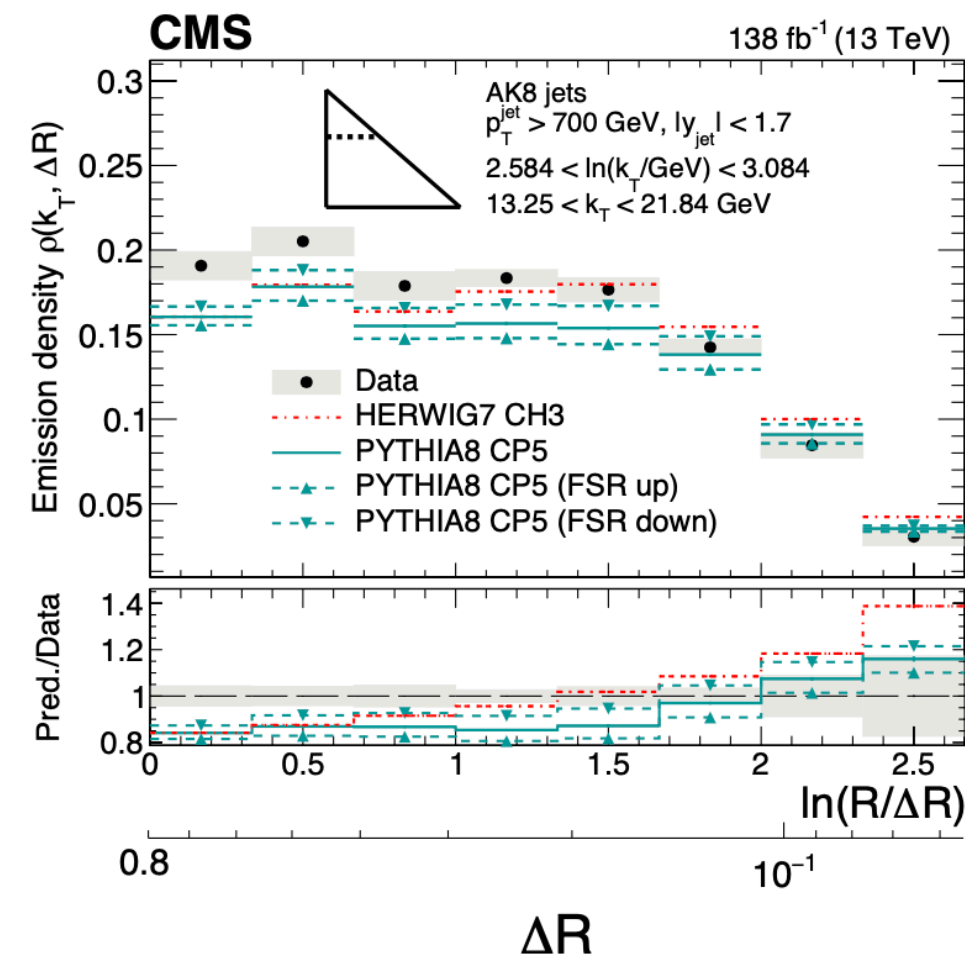 CMS
138 fb⁻¹ (13 TeV)
Emission density ρ(k_T, ΔR)
0.3
0.25
0.2
0.15
0.1
0.05
AK8 jets
p_T^jet > 700 GeV, |y_jet| < 1.7
2.584 < ln(k_T/GeV) < 3.084
13.25 < k_T < 21.84 GeV
Data
HERWIG7 CH3
PYTHIA8 CP5
PYTHIA8 CP5 (FSR up)
PYTHIA8 CP5 (FSR down)
Pred./Data
1.4
1.2
1
0.8
0 0.5 1 1.5 2 2.5
ln(R/ΔR)
0.8 10⁻¹
ΔR